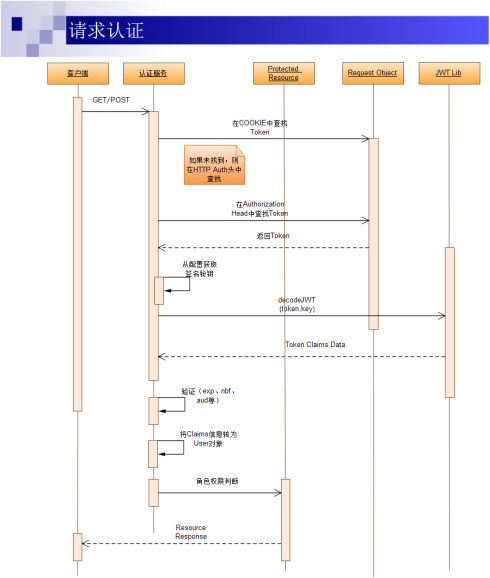 请求认证
客户端
认证服务
Protected
Resource
Request Object
JWT Lib
GET/POST
在COOKIE中查找
Token
如果未找到，则
在HTTP Auth头中
查找
在Authorization
Head中查找Token
返回Token
从配置获取
签名秘钥
decodeJWT
(token,key)
Token Claims Data
验证（exp、nbf、
aud等）
将Claims信息转为
User对象
角色权限判断
Resource
Response